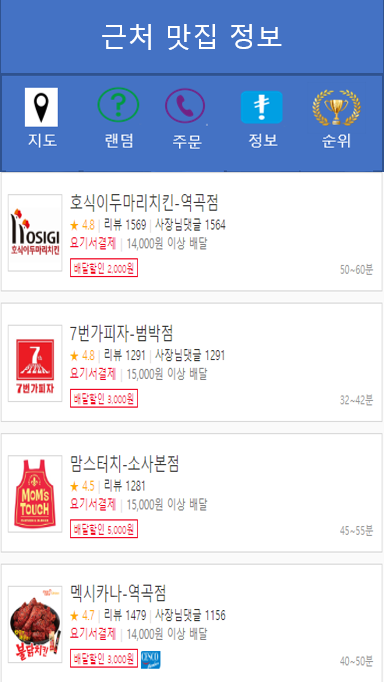 근처 맛집 정보
지도
랜덤
주문
정보
순위
HOSIGI
호식이두마리치킨
호식이두마리치킨-역곡점
★ 4.8 | 리뷰 1569 | 사장님댓글 1564
요기서결제 | 14,000원 이상 배달
배달할인 2,000원
50~60분
7
7번가피자
7번가피자-범박점
★ 4.8 | 리뷰 1291 | 사장님댓글 1291
요기서결제 | 15,000원 이상 배달
배달할인 3,000원
32~42분
MOM'S
TOUCH
맘스터치-소사본점
★ 4.5 | 리뷰 1281
요기서결제 | 15,000원 이상 배달
배달할인 5,000원
45~55분
불닭치킨
멕시카나-역곡점
★ 4.7 | 리뷰 1479 | 사장님댓글 1156
요기서결제 | 14,000원 이상 배달
배달할인 3,000원
CESCO
40~50분